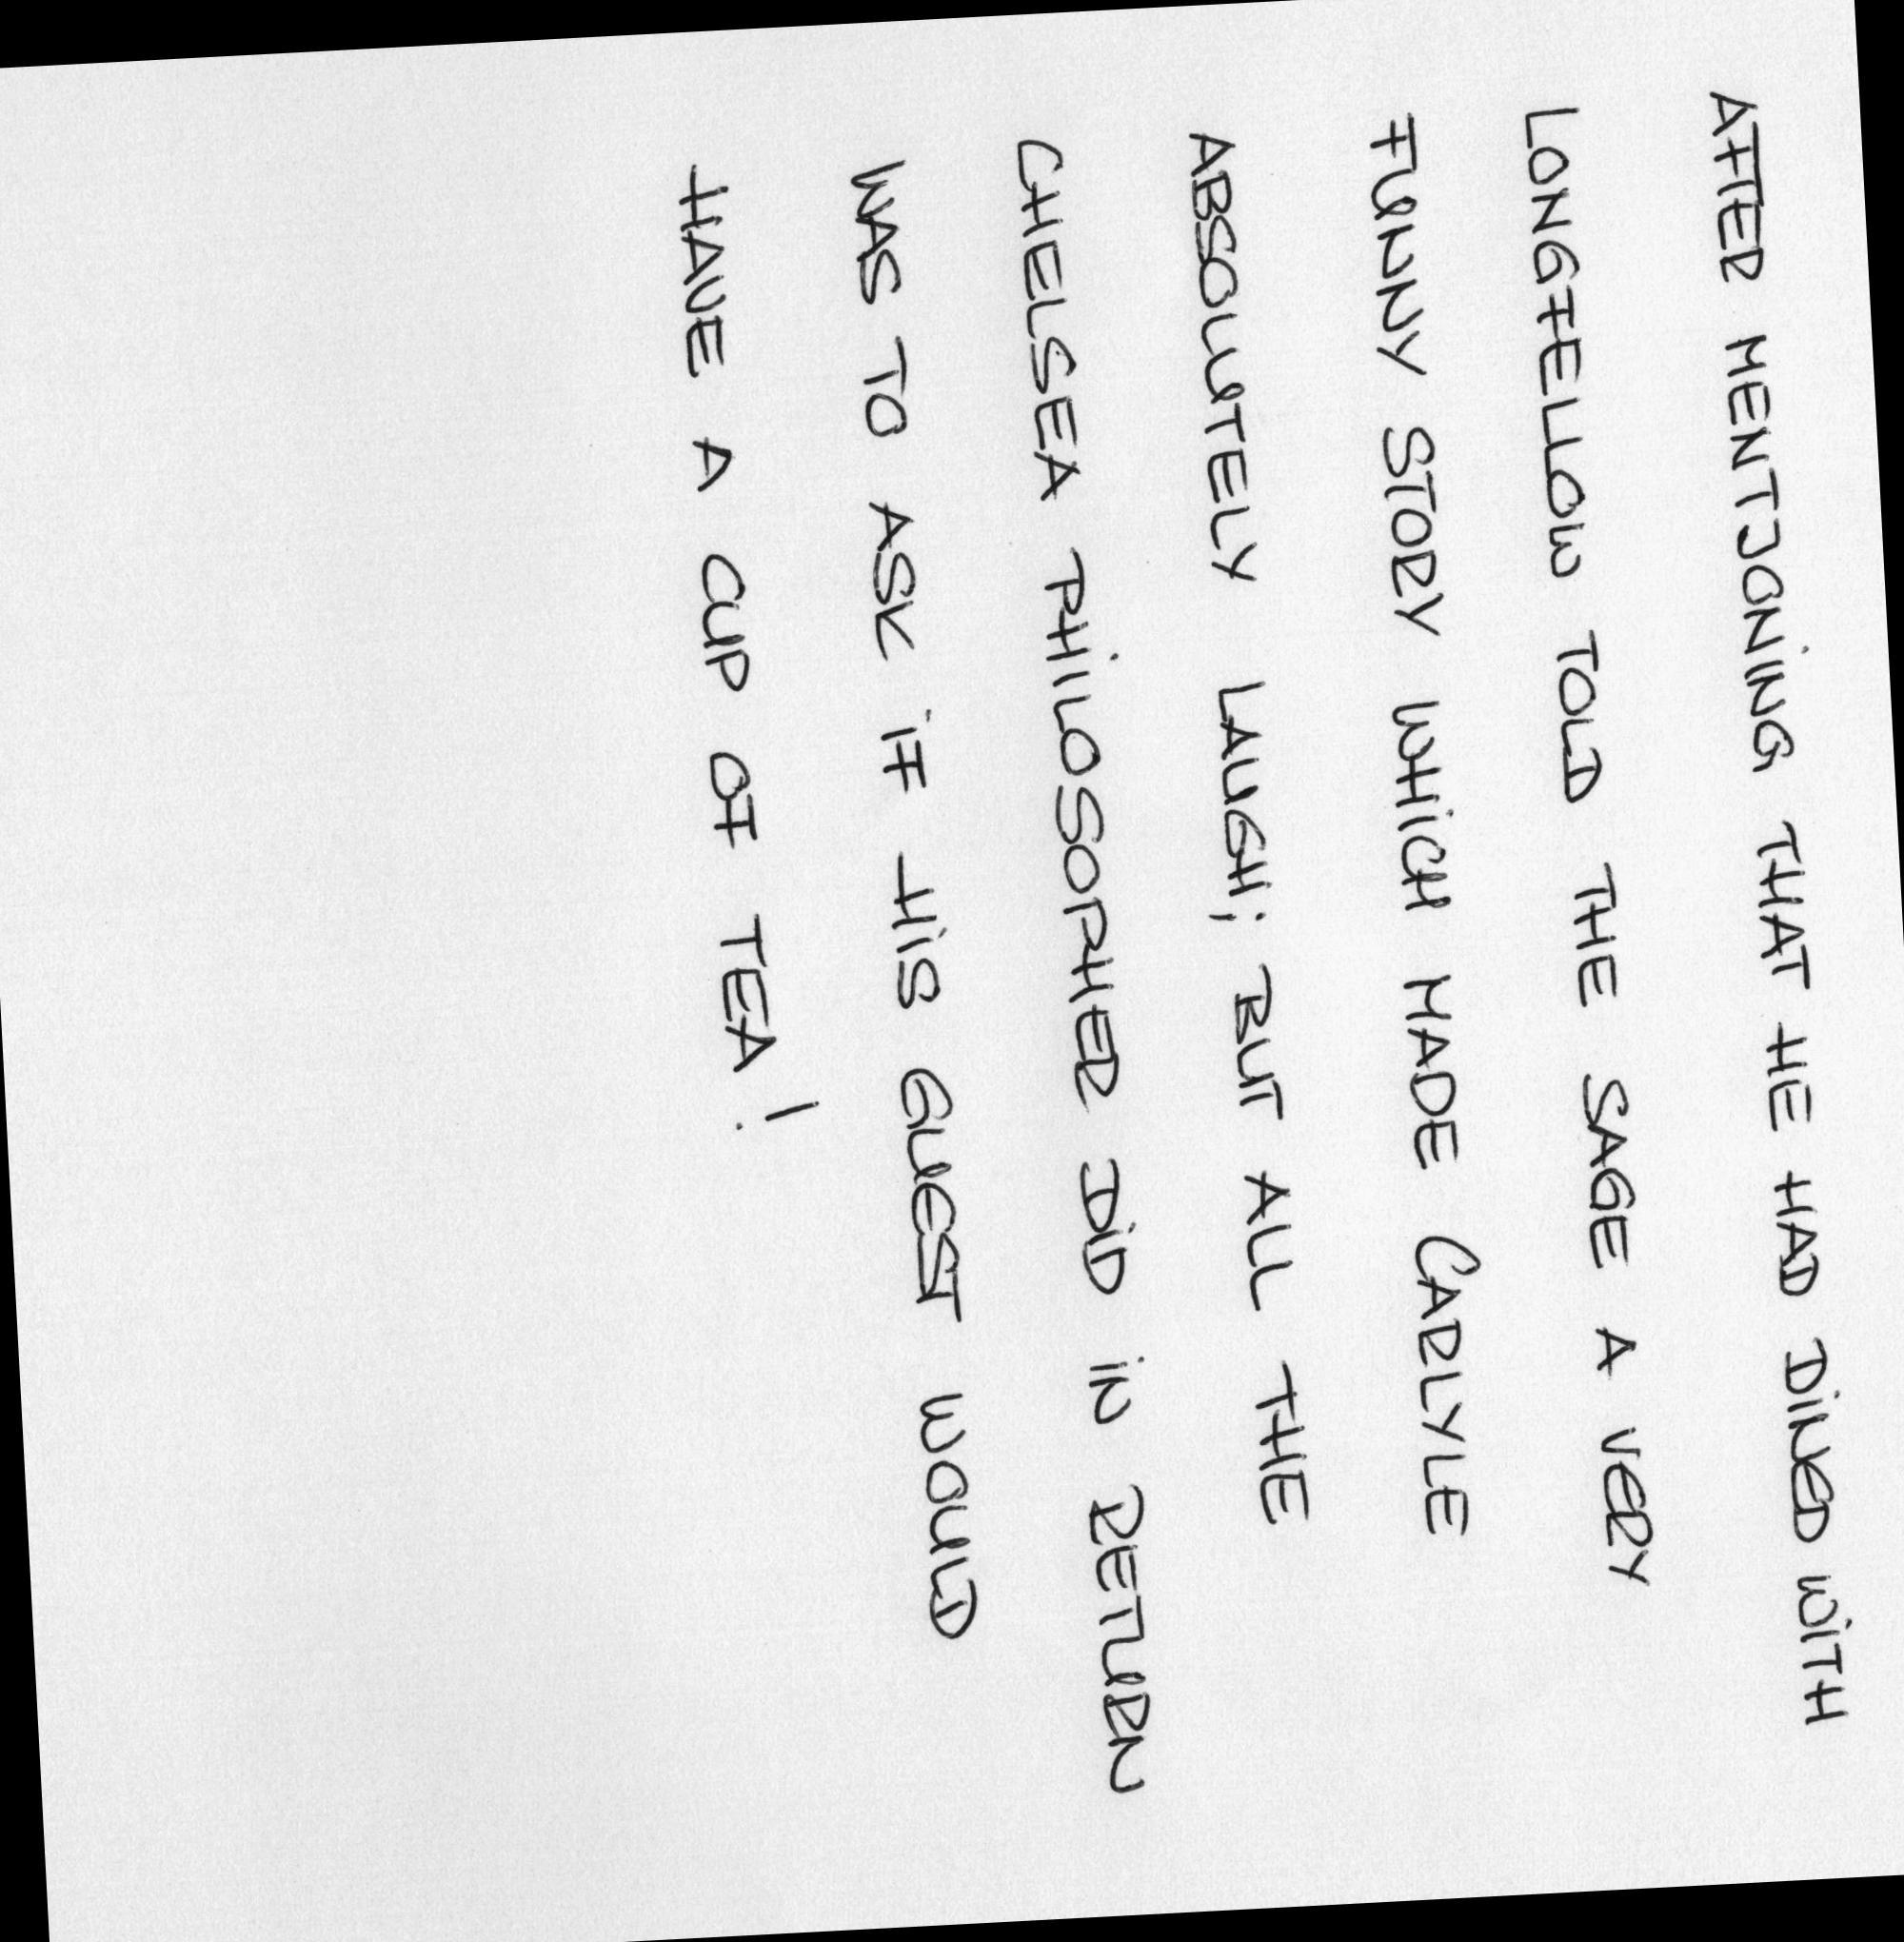 AFTER MENTJONING THAT HE HAD DINED WITH
LONGFELLOW TOLD THE SAGE A VERY
FUNNY STORY WHICH MADE CARLYLE
ABSOLUTELY LAUGH; BUT ALL THE
CHELSEA PHILOSOPHER DID IN RETURN
WAS TO ASK IF HIS GUEST WOULD
HAVE A CUP OF TEA!